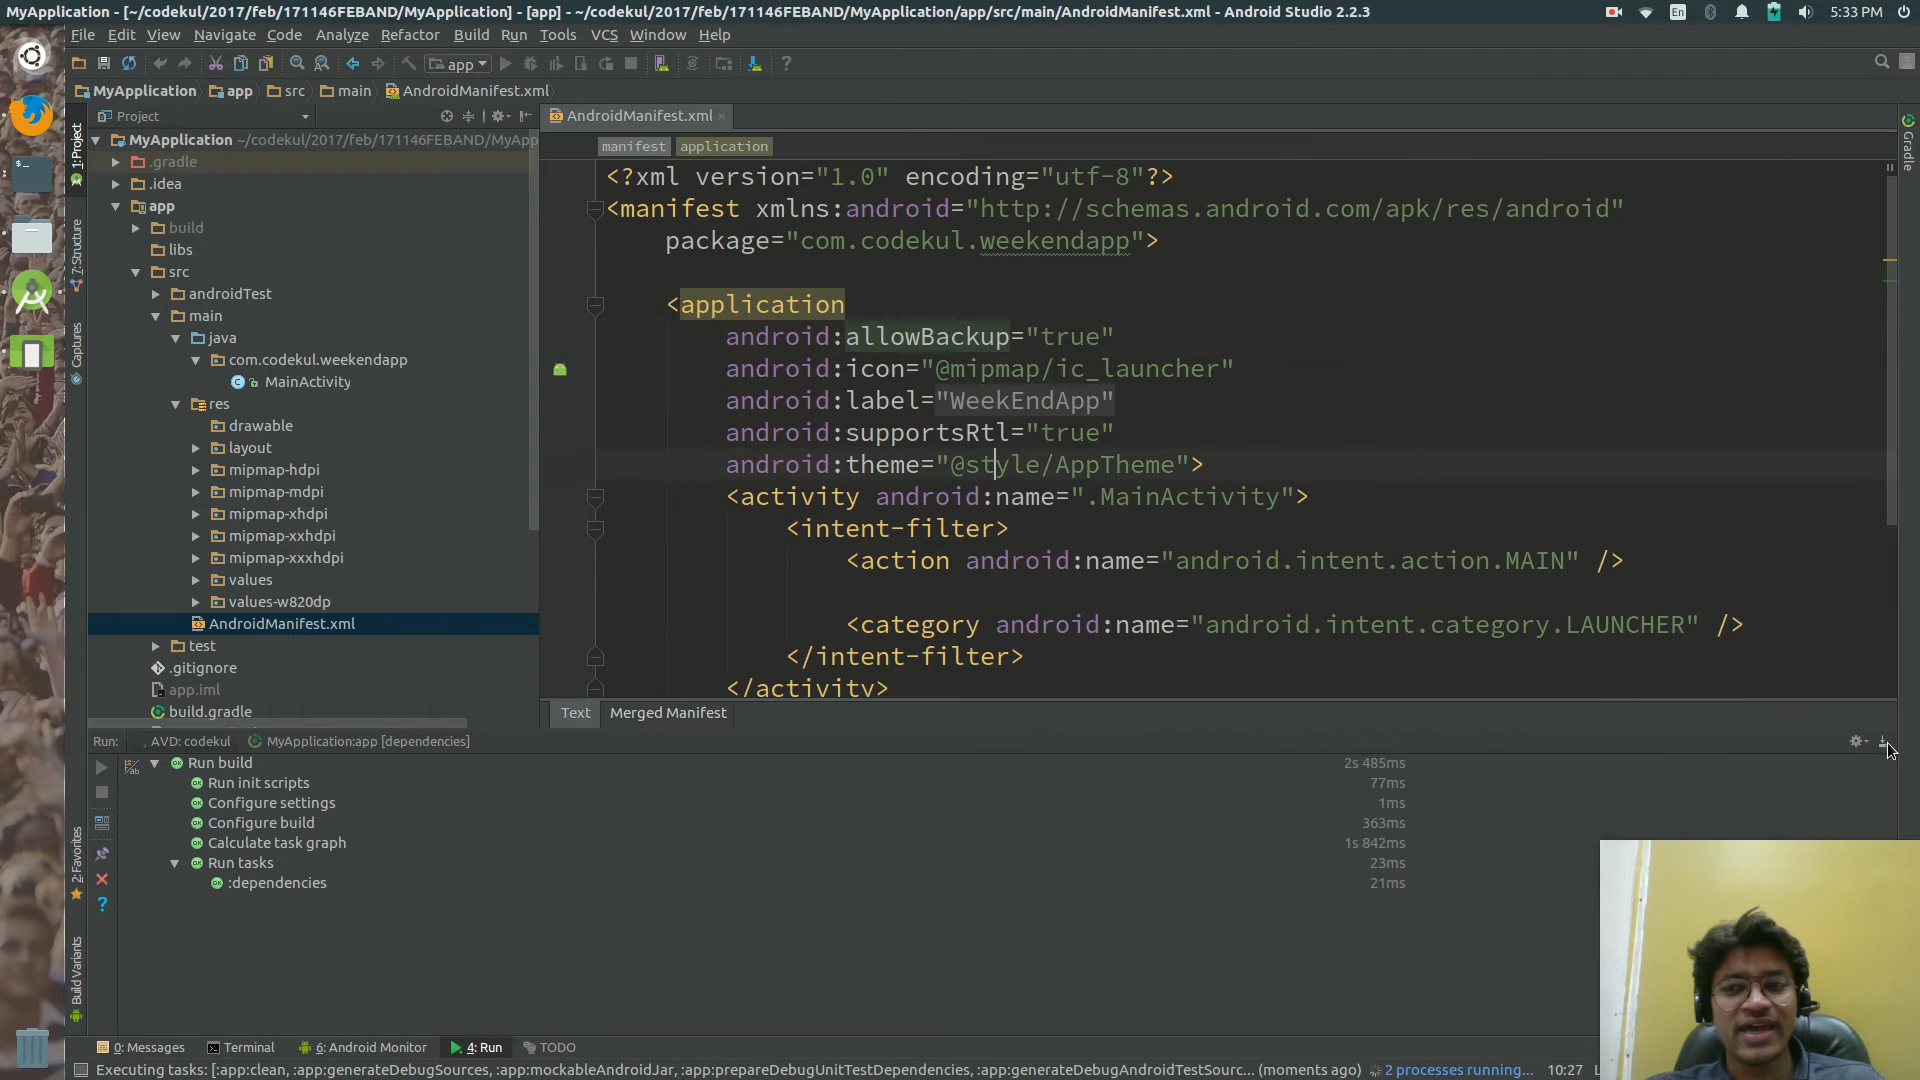 MyApplication - [~/codekul/2017/feb/171146FEBAND/MyApplication] - [app] - ~/codekul/2017/feb/171146FEBAND/MyApplication/app/src/main/AndroidManifest.xml - Android Studio 2.2.3
En
5:33 PM
File Edit View Navigate Code Analyze Refactor Build Run Tools VCS Window Help
app
MyApplication app src main AndroidManifest.xml
Project
AndroidManifest.xml
manifest application
1: Project
7: Structure
Captures
2: Favorites
Build Variants
Gradle
MyApplication ~/codekul/2017/feb/171146FEBAND/MyApp
.gradle
.idea
app
build
libs
src
androidTest
main
java
com.codekul.weekendapp
MainActivity
res
drawable
layout
mipmap-hdpi
mipmap-mdpi
mipmap-xhdpi
mipmap-xxhdpi
mipmap-xxxhdpi
values
values-w820dp
AndroidManifest.xml
test
.gitignore
app.iml
build.gradle
<?xml version="1.0" encoding="utf-8"?>
<manifest xmlns:android="http://schemas.android.com/apk/res/android"
package="com.codekul.weekendapp">
<application
android:allowBackup="true"
android:icon="@mipmap/ic_launcher"
android:label="WeekEndApp"
android:supportsRtl="true"
android:theme="@style/AppTheme">
<activity android:name=".MainActivity">
<intent-filter>
<action android:name="android.intent.action.MAIN" />
<category android:name="android.intent.category.LAUNCHER" />
</intent-filter>
</activity>
Text Merged Manifest
Run: AVD: codekul MyApplication:app [dependencies]
Run build 2s 485ms
Run init scripts 77ms
Configure settings 1ms
Configure build 363ms
Calculate task graph 1s 842ms
Run tasks 23ms
:dependencies 21ms
0: Messages Terminal 6: Android Monitor 4: Run TODO
Executing tasks: [:app:clean, :app:generateDebugSources, :app:mockableAndroidJar, :app:prepareDebugUnitTestDependencies, :app:generateDebugAndroidTestSourc... (moments ago) 2 processes running... 10:27